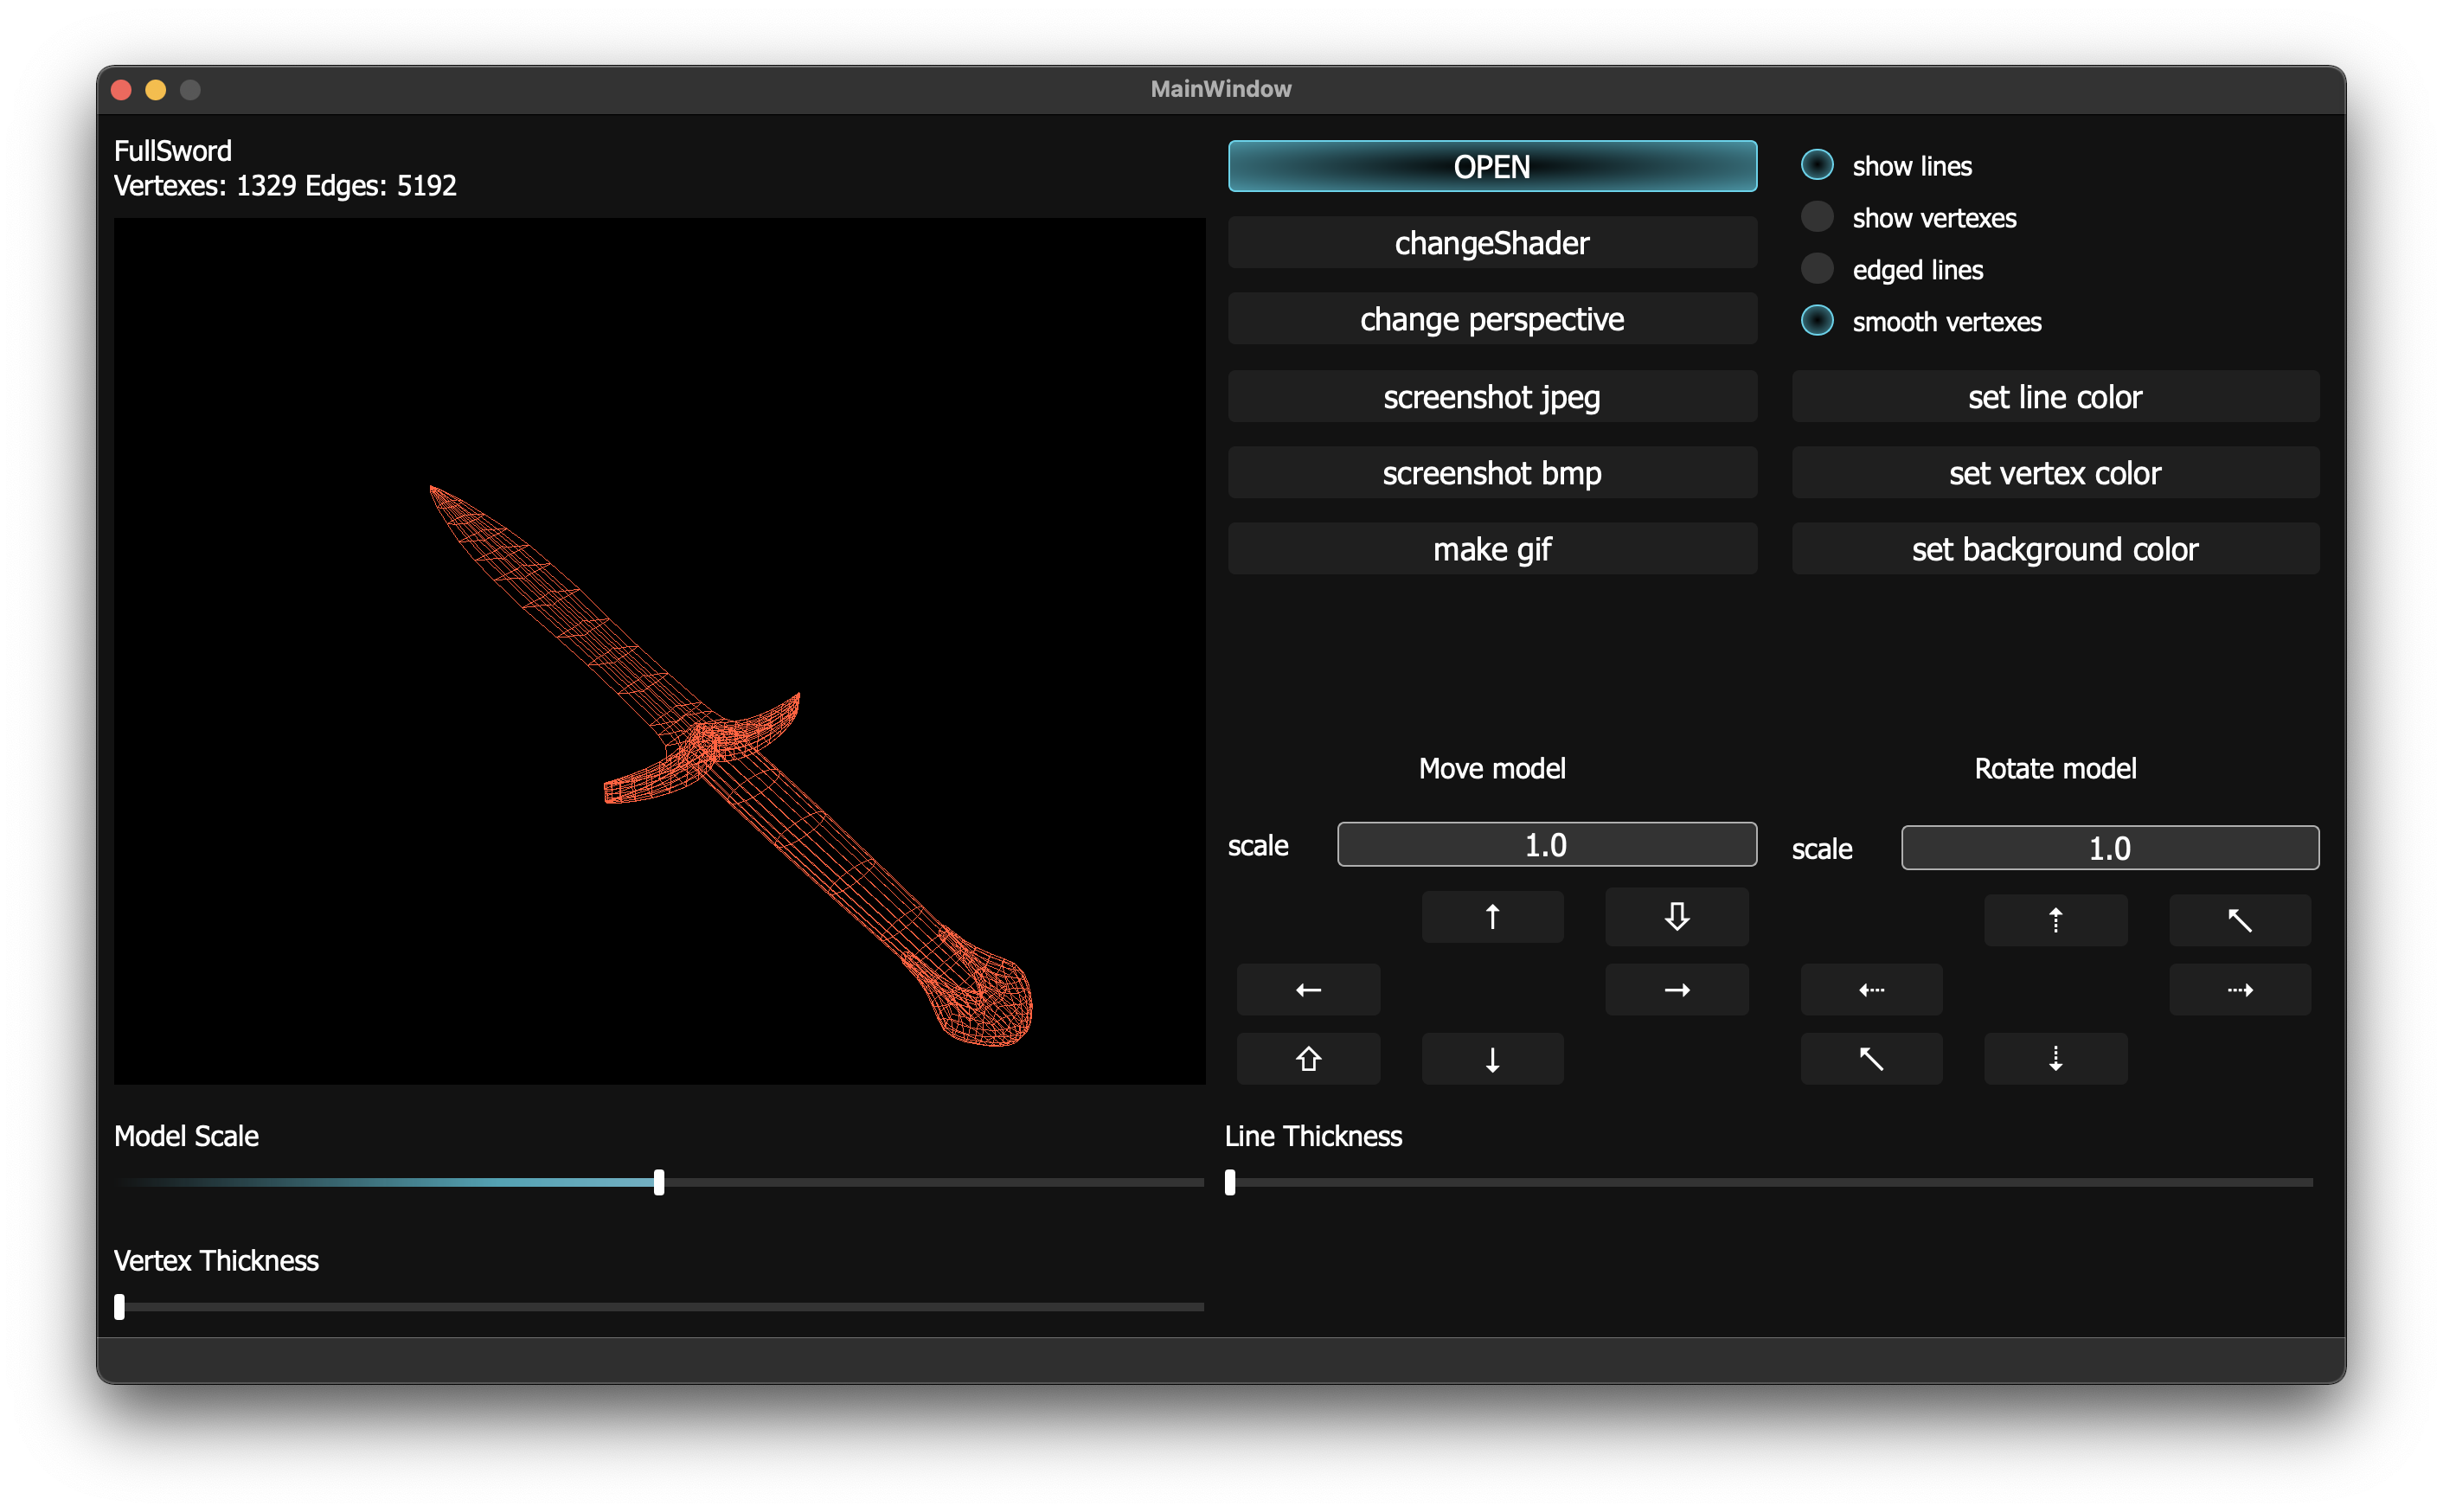 MainWindow
FullSword
Vertexes: 1329 Edges: 5192
OPEN
changeShader
change perspective
screenshot jpeg
screenshot bmp
make gif
show lines
show vertexes
edged lines
smooth vertexes
set line color
set vertex color
set background color
Move model
scale 1.0
↑ ⇩
← →
⇧ ↓
Rotate model
scale 1.0
⇡ ↖
⇠ ⇢
↖ ⇣
Model Scale
Line Thickness
Vertex Thickness